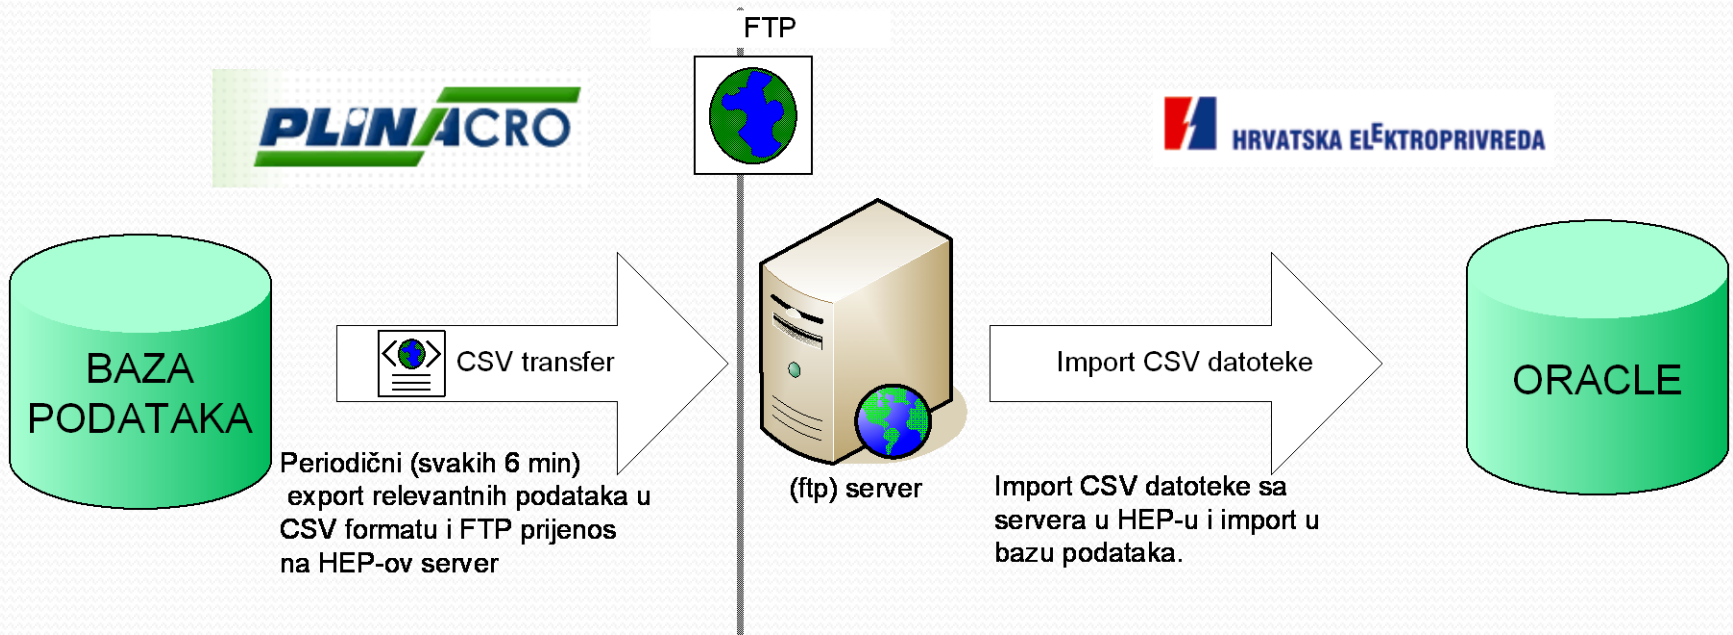 FTP
PLINACRO
HRVATSKA ELEKTROPRIVREDA
BAZA
PODATAKA
CSV transfer
Periodični (svakih 6 min)
export relevantnih podataka u
CSV formatu i FTP prijenos
na HEP-ov server
(ftp) server
Import CSV datoteke
Import CSV datoteke sa
servera u HEP-u i import u
bazu podataka.
ORACLE